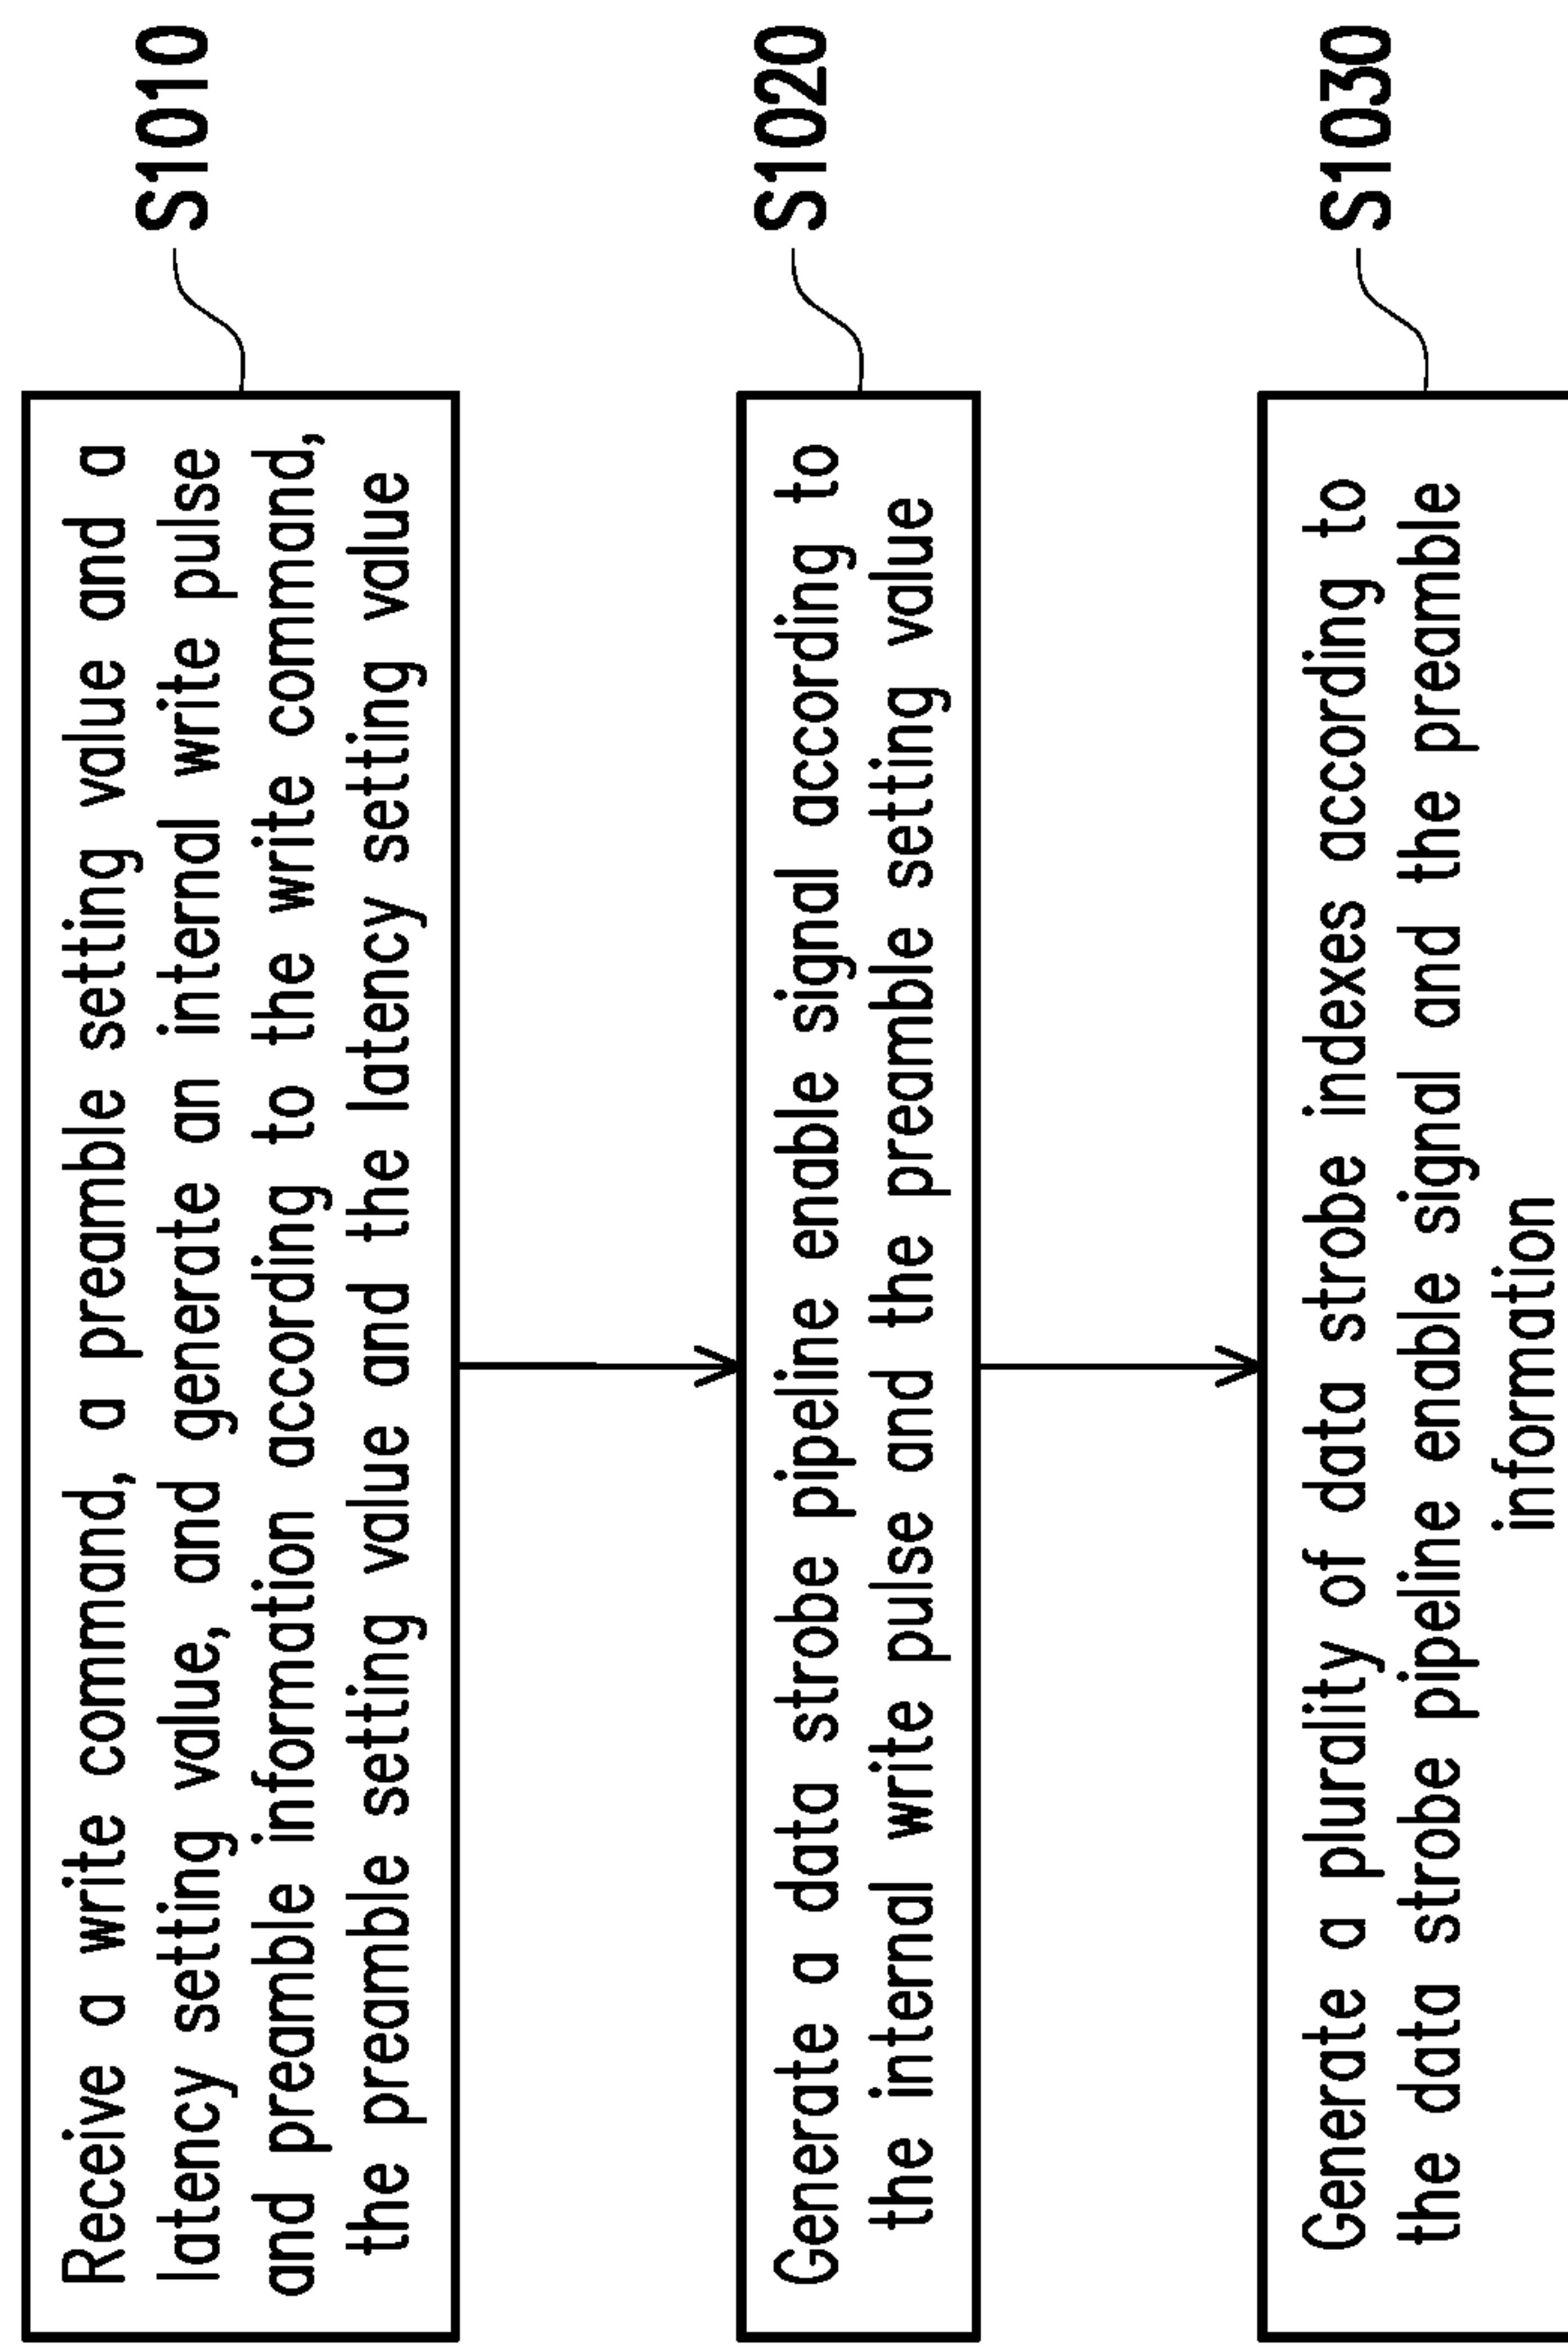 Receive a write command, a preamble setting value and a
latency setting value, and generate an internal write pulse
and preamble information according to the write command,
the preamble setting value and the latency setting value
S1010
Generate a data strobe pipeline enable signal according to
the internal write pulse and the preamble setting value
S1020
Generate a plurality of data strobe indexes according to
the data strobe pipeline enable signal and the preamble
information
S1030